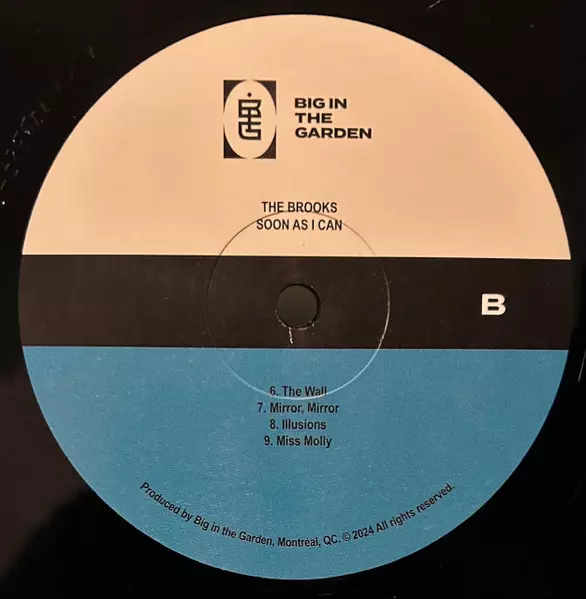 BIG IN
THE
GARDEN
THE BROOKS
SOON AS I CAN
B
6. The Wall
7. Mirror, Mirror
8. Illusions
9. Miss Molly
Produced by Big in the Garden, Montreal, QC. © 2024 All rights reserved.